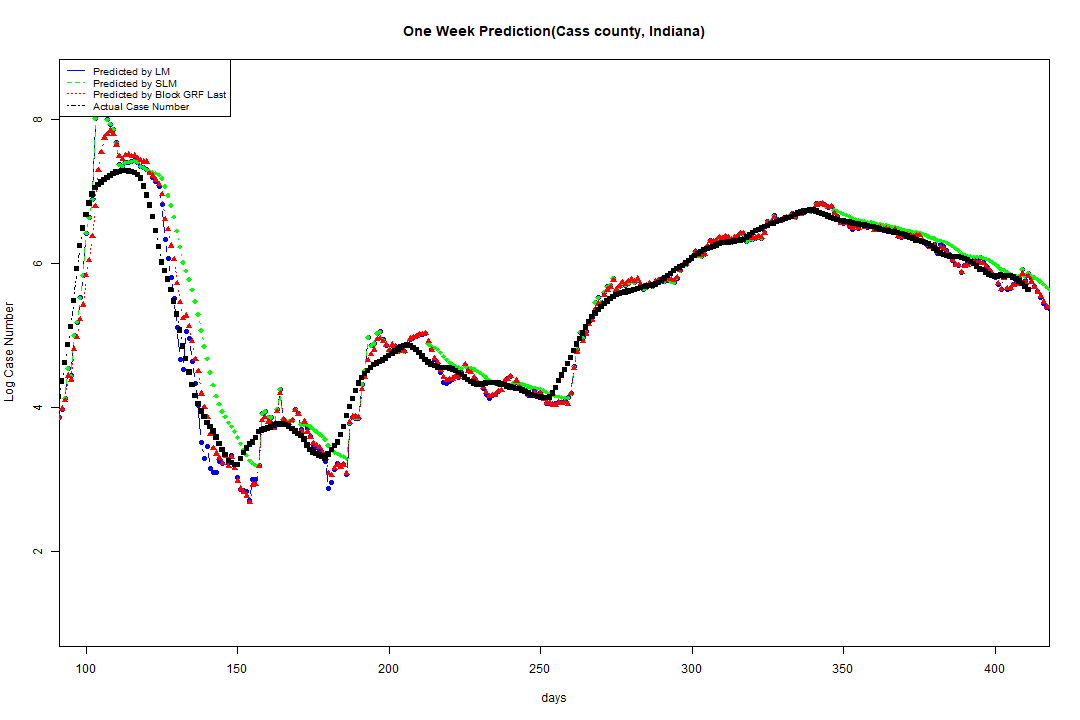 One Week Prediction(Cass county, Indiana)
Predicted by LM
Predicted by SLM
Predicted by Block GRF Last
Actual Case Number
8
6
4
2
Log Case Number
100 150 200 250 300 350 400
days